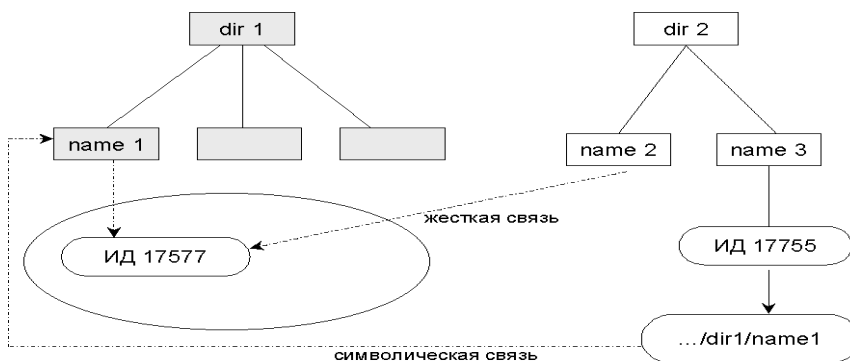 dir 1
dir 2
name 1
name 2
name 3
жесткая связь
ИД 17577
ИД 17755
.../dir1/name1
символическая связь